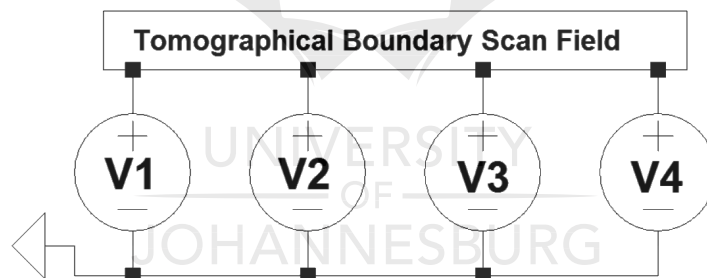 Tomographical Boundary Scan Field
V1 V2 V3 V4
UNIVERSITY
OF
JOHANNESBURG